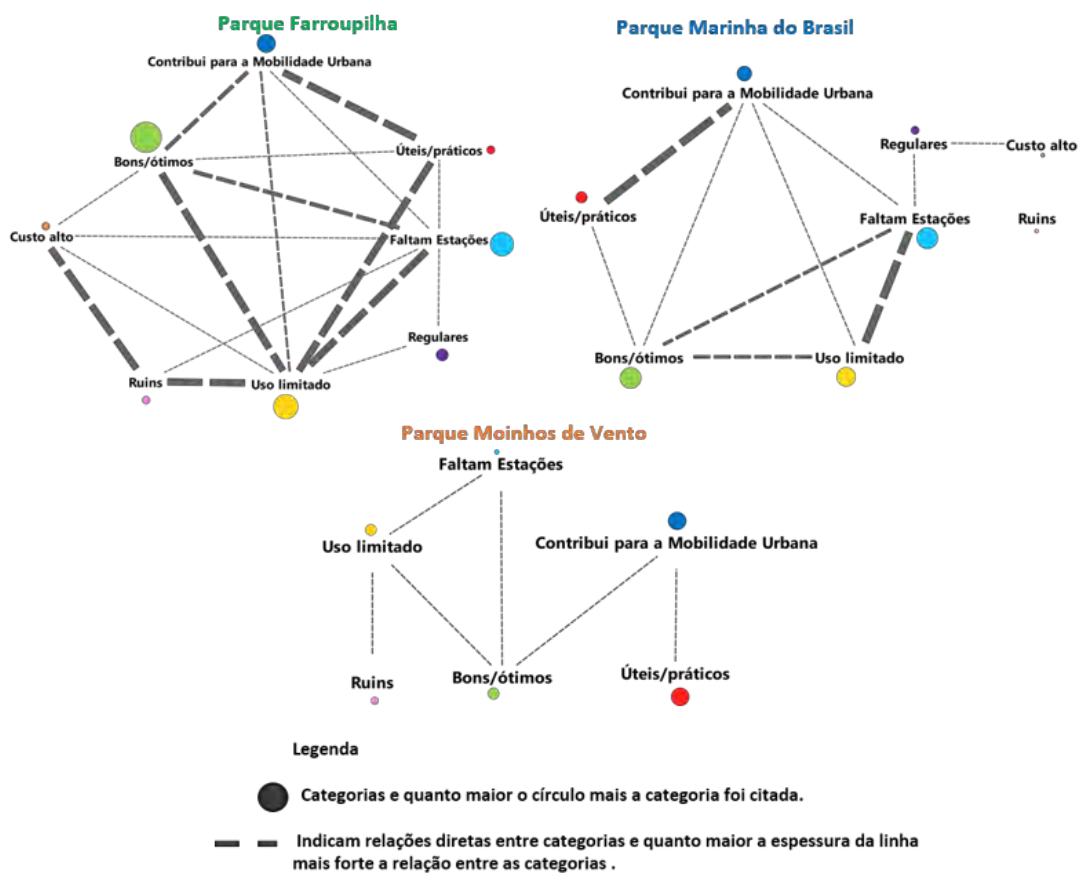 Parque Farroupilha
Contribui para a Mobilidade Urbana
Bons/ótimos
Úteis/práticos
Custo alto
Faltam Estações
Regulares
Ruins
Uso limitado
Parque Marinha do Brasil
Contribui para a Mobilidade Urbana
Regulares
Custo alto
Úteis/práticos
Faltam Estações
Ruins
Bons/ótimos
Uso limitado
Parque Moinhos de Vento
Faltam Estações
Uso limitado
Contribui para a Mobilidade Urbana
Ruins
Bons/ótimos
Úteis/práticos
Legenda
Categorias e quanto maior o círculo mais a categoria foi citada.
Indicam relações diretas entre categorias e quanto maior a espessura da linha
mais forte a relação entre as categorias .